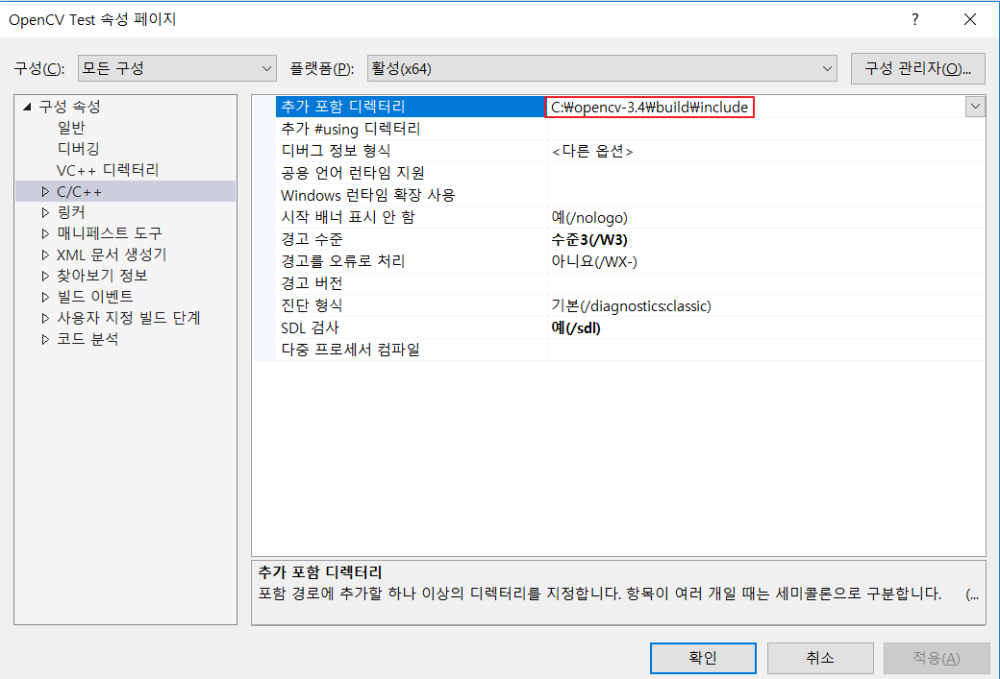 OpenCV Test 속성 페이지
?
구성(C): 모든 구성 플랫폼(P): 활성(x64) 구성 관리자(O)...
구성 속성
일반
디버깅
VC++ 디렉터리
C/C++
링커
매니페스트 도구
XML 문서 생성기
찾아보기 정보
빌드 이벤트
사용자 지정 빌드 단계
코드 분석
추가 포함 디렉터리 C:₩opencv-3.4₩build₩include
추가 #using 디렉터리
디버그 정보 형식 <다른 옵션>
공용 언어 런타임 지원
Windows 런타임 확장 사용
시작 배너 표시 안 함 예(/nologo)
경고 수준 수준3(/W3)
경고를 오류로 처리 아니요(/WX-)
경고 버전
진단 형식 기본(/diagnostics:classic)
SDL 검사 예(/sdl)
다중 프로세서 컴파일
추가 포함 디렉터리
포함 경로에 추가할 하나 이상의 디렉터리를 지정합니다. 항목이 여러 개일 때는 세미콜론으로 구분합니다. (...
확인 취소 적용(A)